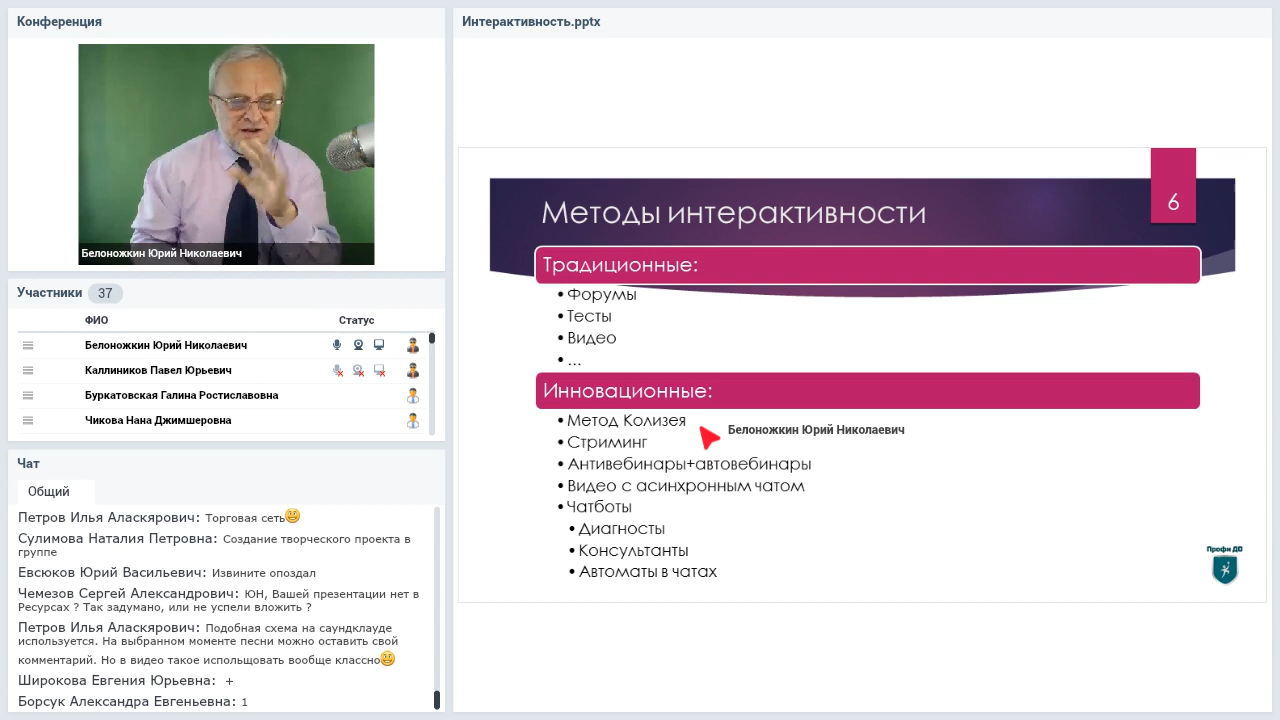 Конференция
Белоножкин Юрий Николаевич
Участники 37
ФИО Статус
Белоножкин Юрий Николаевич
Каллиников Павел Юрьевич
Буркатовская Галина Ростиславовна
Чикова Нана Джимшеровна
Чат
Общий
Петров Илья Аласкярович: Торговая сеть
Сулимова Наталия Петровна: Создание творческого проекта в
группе
Евсюков Юрий Васильевич: Извините опоздал
Чемезов Сергей Александрович: ЮН, Вашей презентации нет в
Ресурсах ? Так задумано, или не успели вложить ?
Петров Илья Аласкярович: Подобная схема на саундклауде
используется. На выбранном моменте песни можно оставить свой
комментарий. Но в видео такое испольщовать вообще классно
Широкова Евгения Юрьевна: +
Борсук Александра Евгеньевна: 1
Интерактивность.pptx
6
Методы интерактивности
Традиционные:
• Форумы
• Тесты
• Видео
• ...
Инновационные:
• Метод Колизея
Белоножкин Юрий Николаевич
• Стриминг
• Антивебинары+автовебинары
• Видео с асинхронным чатом
• Чатботы
• Диагносты
• Консультанты
• Автоматы в чатах
Профи ДО